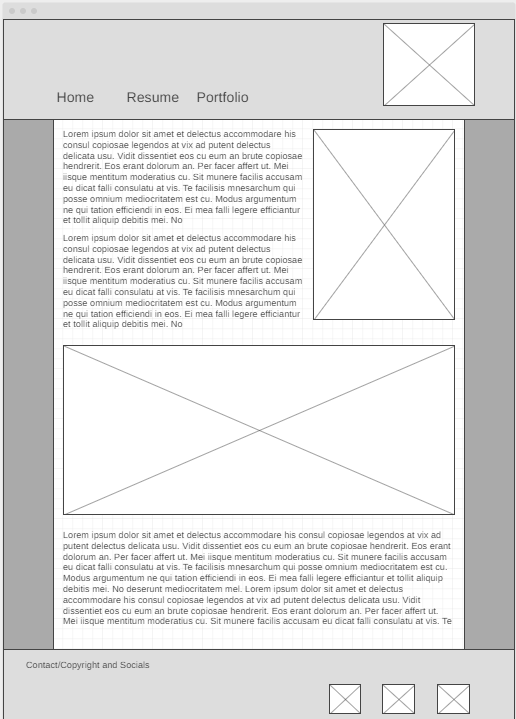 Home Resume Portfolio
Lorem ipsum dolor sit amet et delectus accommodare his
consul copiosae legendos at vix ad putent delectus
delicata usu. Vidit dissentiet eos cu eum an brute copiosae
hendrerit. Eos erant dolorum an. Per facer affert ut. Mei
iisque mentitum moderatius cu. Sit munere facilis accusam
eu dicat falli consulatu at vis. Te facilisis mnesarchum qui
posse omnium mediocritatem est cu. Modus argumentum
ne qui tation efficiendi in eos. Ei mea falli legere efficiantur
et tollit aliquip debitis mei. No
Lorem ipsum dolor sit amet et delectus accommodare his
consul copiosae legendos at vix ad putent delectus
delicata usu. Vidit dissentiet eos cu eum an brute copiosae
hendrerit. Eos erant dolorum an. Per facer affert ut. Mei
iisque mentitum moderatius cu. Sit munere facilis accusam
eu dicat falli consulatu at vis. Te facilisis mnesarchum qui
posse omnium mediocritatem est cu. Modus argumentum
ne qui tation efficiendi in eos. Ei mea falli legere efficiantur
et tollit aliquip debitis mei. No
Lorem ipsum dolor sit amet et delectus accommodare his consul copiosae legendos at vix ad
putent delectus delicata usu. Vidit dissentiet eos cu eum an brute copiosae hendrerit. Eos erant
dolorum an. Per facer affert ut. Mei iisque mentitum moderatius cu. Sit munere facilis accusam
eu dicat falli consulatu at vis. Te facilisis mnesarchum qui posse omnium mediocritatem est cu.
Modus argumentum ne qui tation efficiendi in eos. Ei mea falli legere efficiantur et tollit aliquip
debitis mei. No deserunt mediocritatem mel. Lorem ipsum dolor sit amet et delectus
accommodare his consul copiosae legendos at vix ad putent delectus delicata usu. Vidit
dissentiet eos cu eum an brute copiosae hendrerit. Eos erant dolorum an. Per facer affert ut.
Mei iisque mentitum moderatius cu. Sit munere facilis accusam eu dicat falli consulatu at vis. Te
Contact/Copyright and Socials